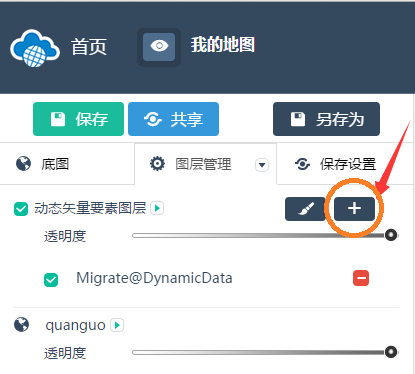 首页
我的地图
保存
共享
另存为
底图
图层管理
保存设置
动态矢量要素图层
透明度
Migrate@DynamicData
quanguo
透明度